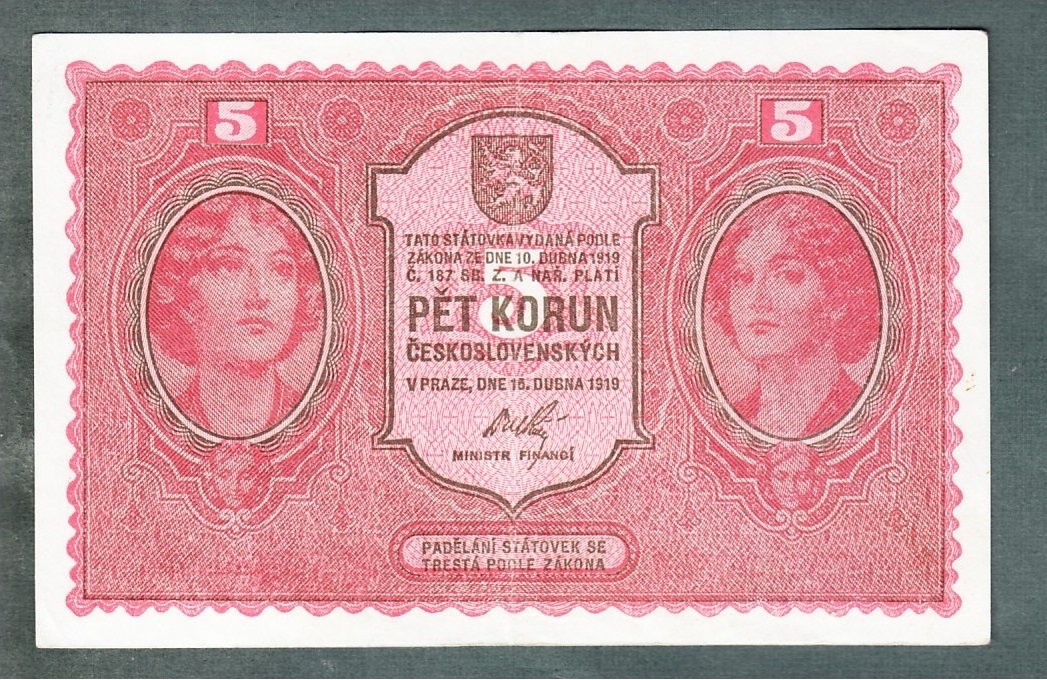 5 5
TATO STÁTOVKA VYDANÁ PODLE
ZÁKONA ZE DNE 10. DUBNA 1919
Č. 187 SB. Z. A NAŘ. PLATÍ
5
PĚT KORUN
ČESKOSLOVENSKÝCH
V PRAZE, DNE 15. DUBNA 1919
MINISTR FINANCÍ
PADĚLÁNÍ STÁTOVEK SE
TRESTÁ PODLE ZÁKONA